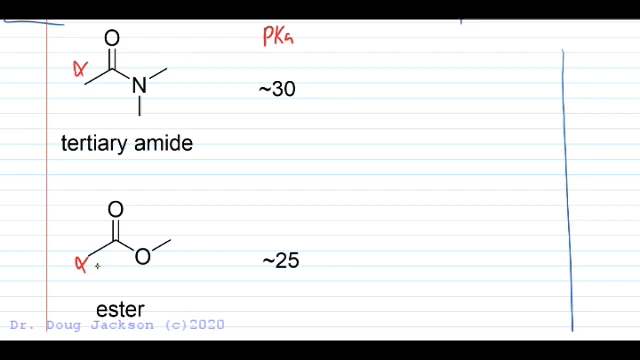 pKa
O
α
N
~30
tertiary amide
O
O
α
~25
ester
Dr. Doug Jackson (c)2020